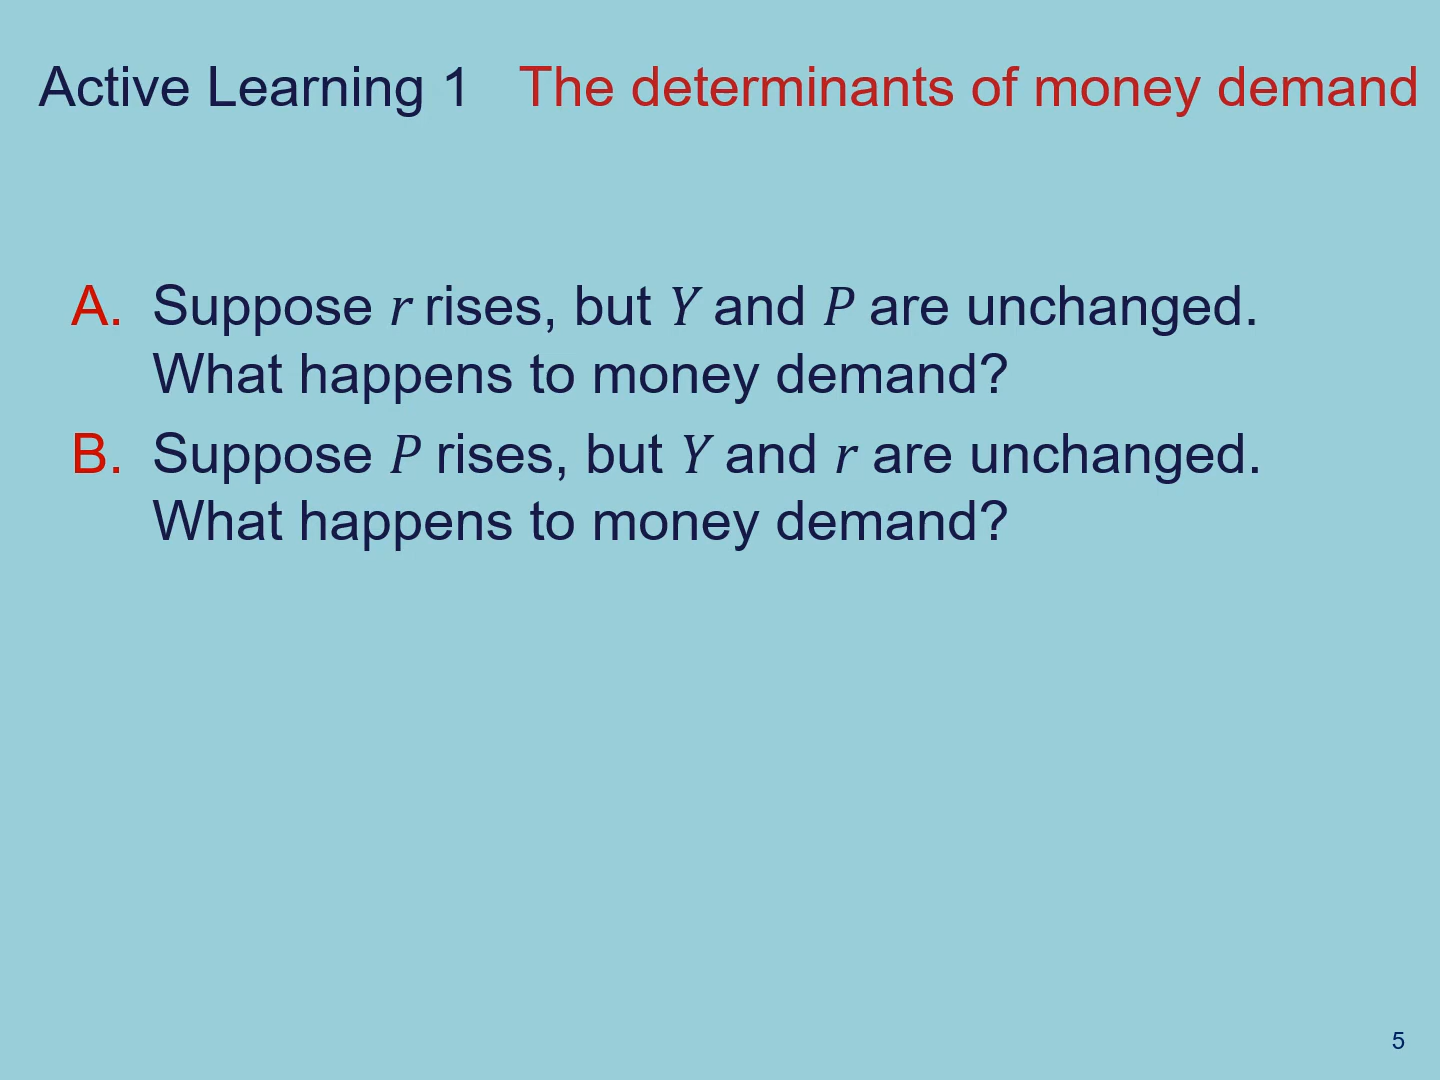 Active Learning 1 The determinants of money demand
A. Suppose r rises, but Y and P are unchanged.
What happens to money demand?
B. Suppose P rises, but Y and r are unchanged.
What happens to money demand?
5